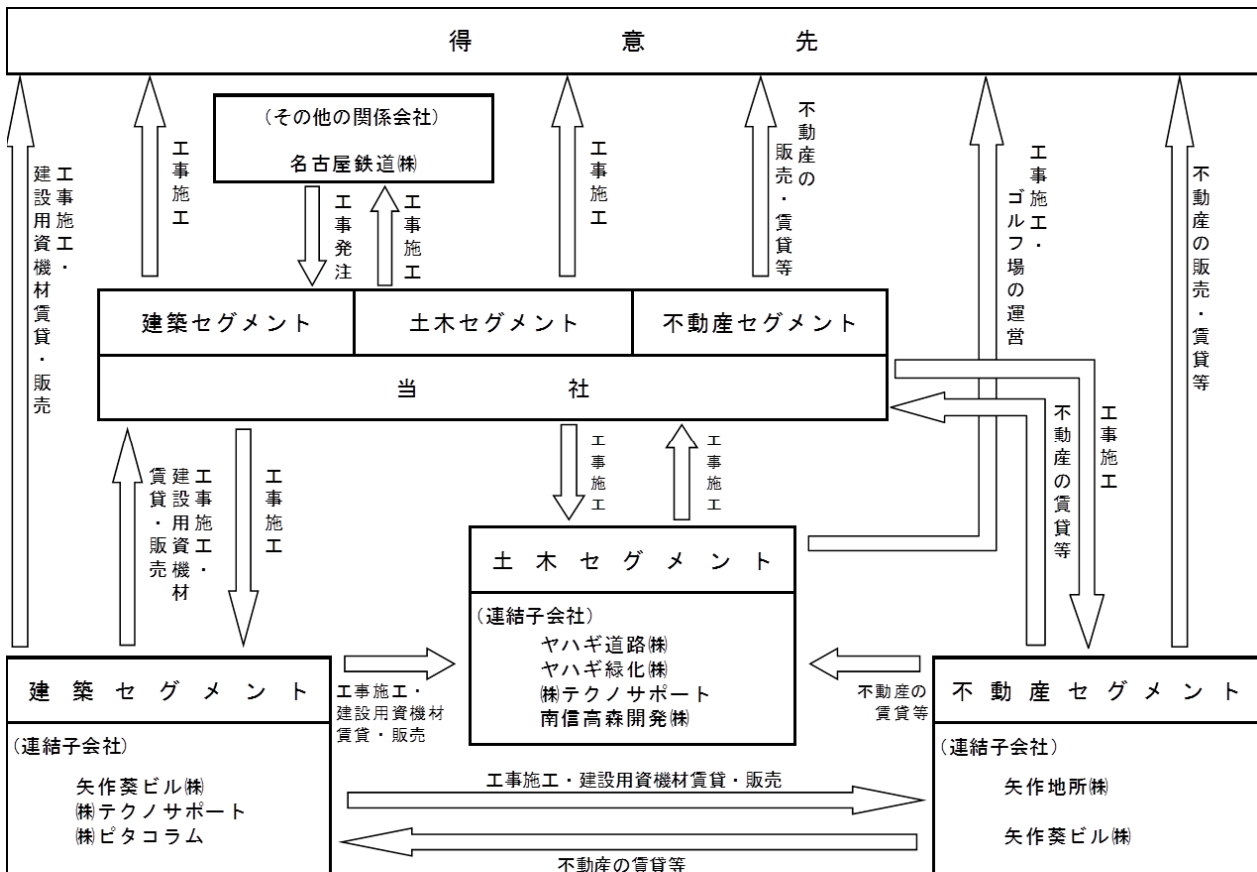 得意先
(その他の関係会社)
名古屋鉄道㈱
工事施工・
建設用資機材賃貸・販売
工事施工
工事発注
工事施工
工事施工
不動産の
販売・賃貸等
工事施工・
ゴルフ場の運営
不動産の販売・賃貸等
建築セグメント
土木セグメント
不動産セグメント
当社
工事施工・
建設用資機材
賃貸・販売
工事施工
工事施工
工事施工
不動産の賃貸等
工事施工
土木セグメント
(連結子会社)
ヤハギ道路㈱
ヤハギ緑化㈱
㈱テクノサポート
南信高森開発㈱
建築セグメント
(連結子会社)
矢作葵ビル㈱
㈱テクノサポート
㈱ピタコラム
工事施工・
建設用資機材
賃貸・販売
不動産の
賃貸等
不動産セグメント
(連結子会社)
矢作地所㈱
矢作葵ビル㈱
工事施工・建設用資機材賃貸・販売
不動産の賃貸等